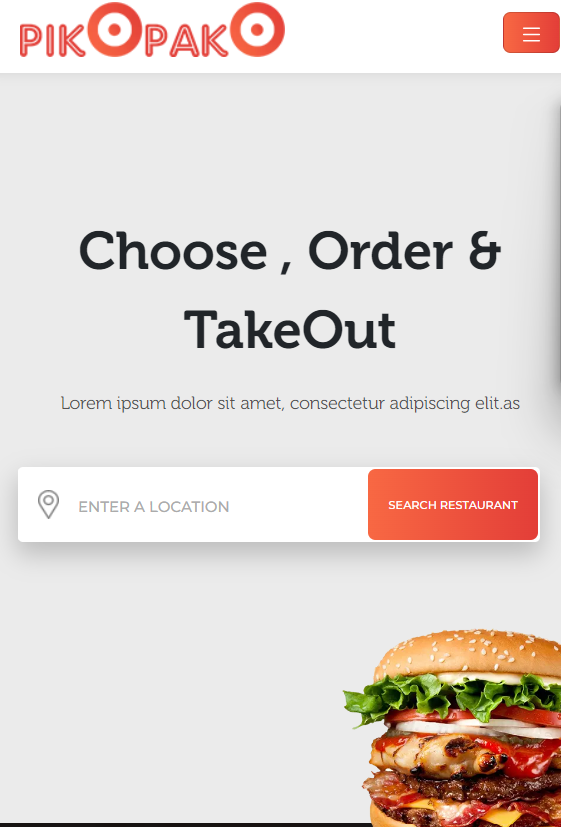 PIKOPAKO
Choose , Order &
TakeOut
Lorem ipsum dolor sit amet, consectetur adipiscing elit.as
ENTER A LOCATION
SEARCH RESTAURANT